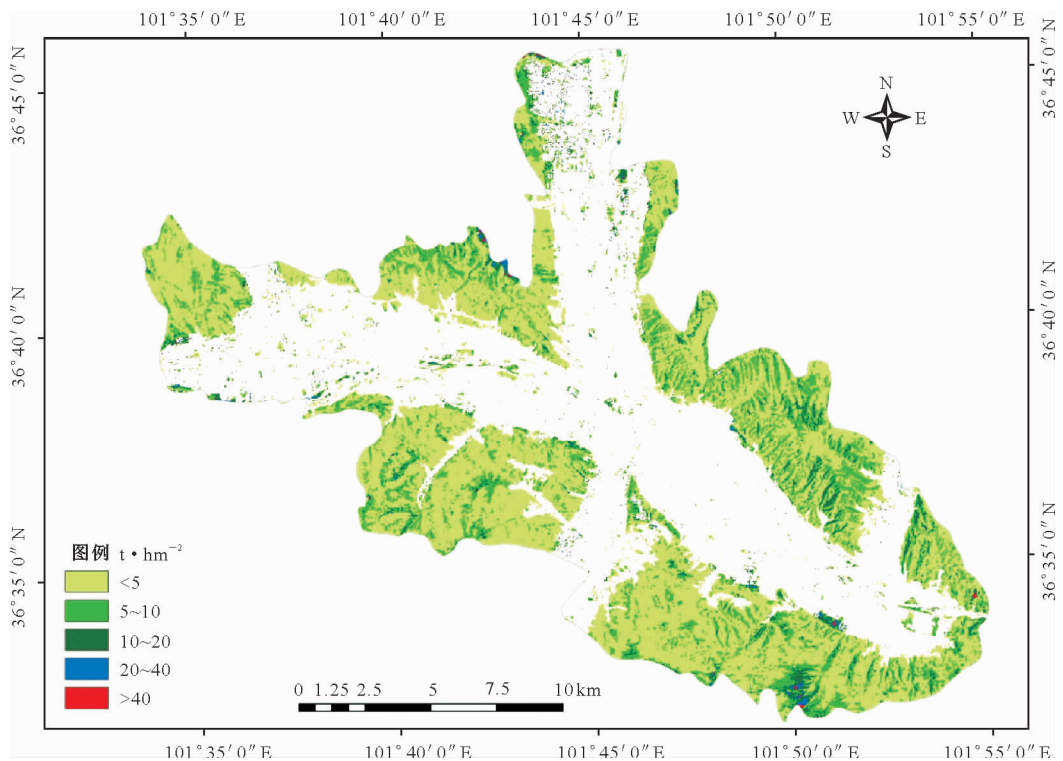 101°35′0″E 101°40′0″E 101°45′0″E 101°50′0″E 101°55′0″E
36°45′0″N
36°40′0″N
36°35′0″N
36°45′0″N
36°40′0″N
36°35′0″N
N
W E
S
图例 t·hm⁻²
<5
5~10
10~20
20~40
>40
0 1.25 2.5 5 7.5 10km
101°35′0″E 101°40′0″E 101°45′0″E 101°50′0″E 101°55′0″E